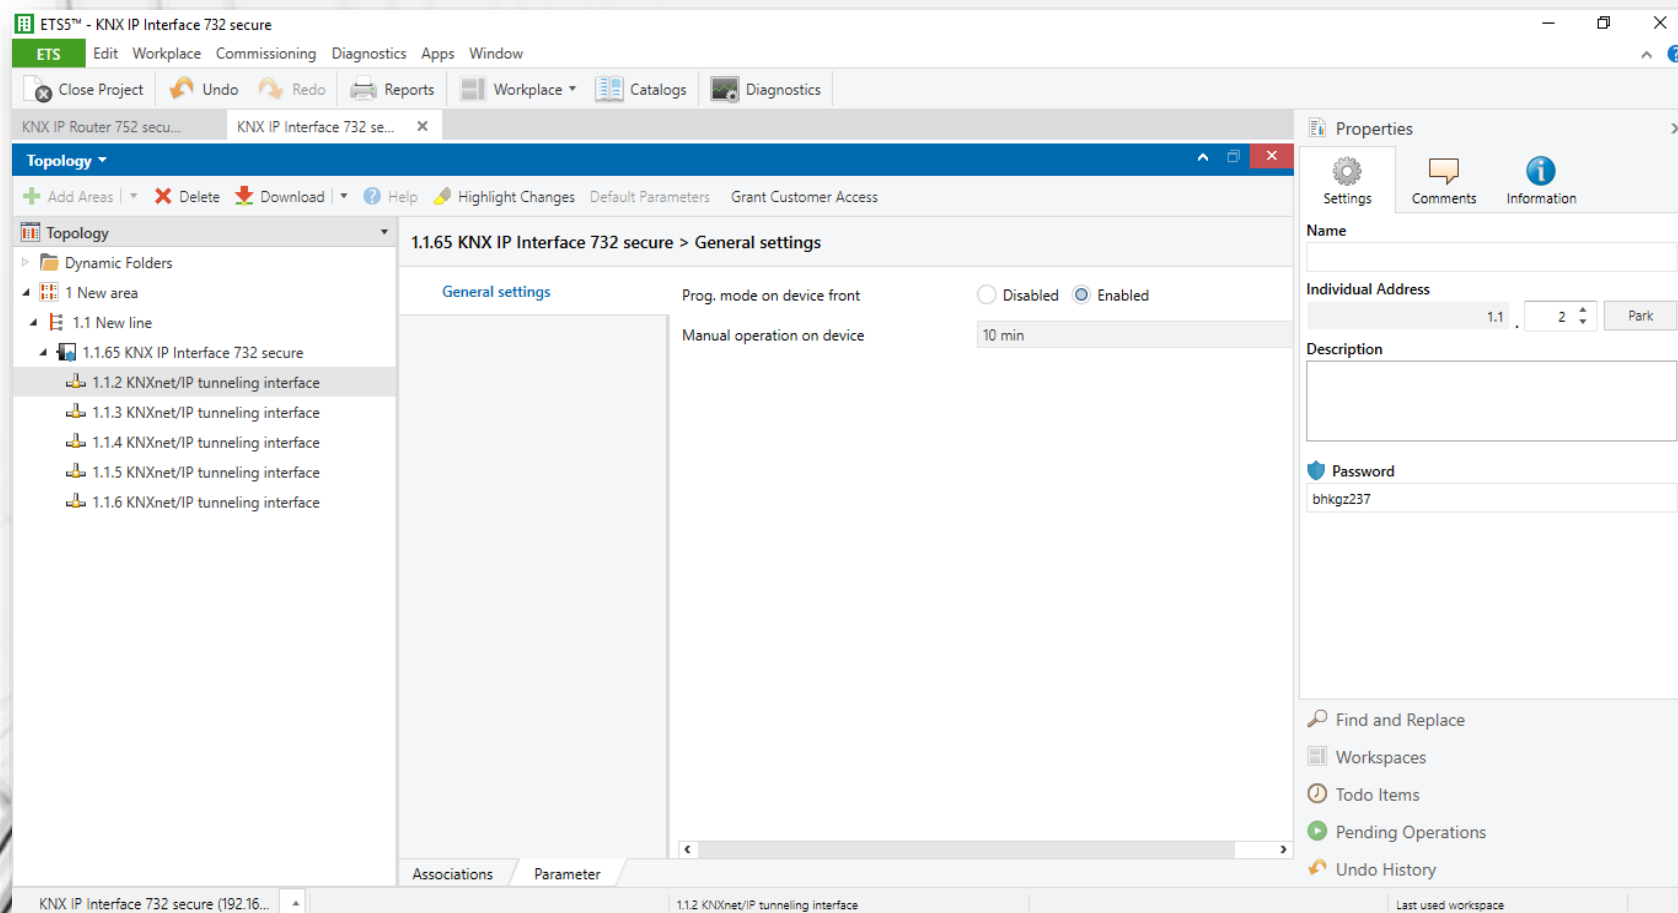 ETS5™ - KNX IP Interface 732 secure
ETS Edit Workplace Commissioning Diagnostics Apps Window
Close Project Undo Redo Reports Workplace Catalogs Diagnostics
KNX IP Router 752 secu... KNX IP Interface 732 se...
Topology
Add Areas Delete Download Help Highlight Changes Default Parameters Grant Customer Access
Topology
Dynamic Folders
1 New area
1.1 New line
1.1.65 KNX IP Interface 732 secure
1.1.2 KNXnet/IP tunneling interface
1.1.3 KNXnet/IP tunneling interface
1.1.4 KNXnet/IP tunneling interface
1.1.5 KNXnet/IP tunneling interface
1.1.6 KNXnet/IP tunneling interface
1.1.65 KNX IP Interface 732 secure > General settings
General settings
Prog. mode on device front Disabled Enabled
Manual operation on device 10 min
Associations Parameter
Properties
Settings Comments Information
Name
Individual Address
1.1 . 2 Park
Description
Password
bhkgz237
Find and Replace
Workspaces
Todo Items
Pending Operations
Undo History
KNX IP Interface 732 secure (192.16... 1.1.2 KNXnet/IP tunneling interface Last used workspace